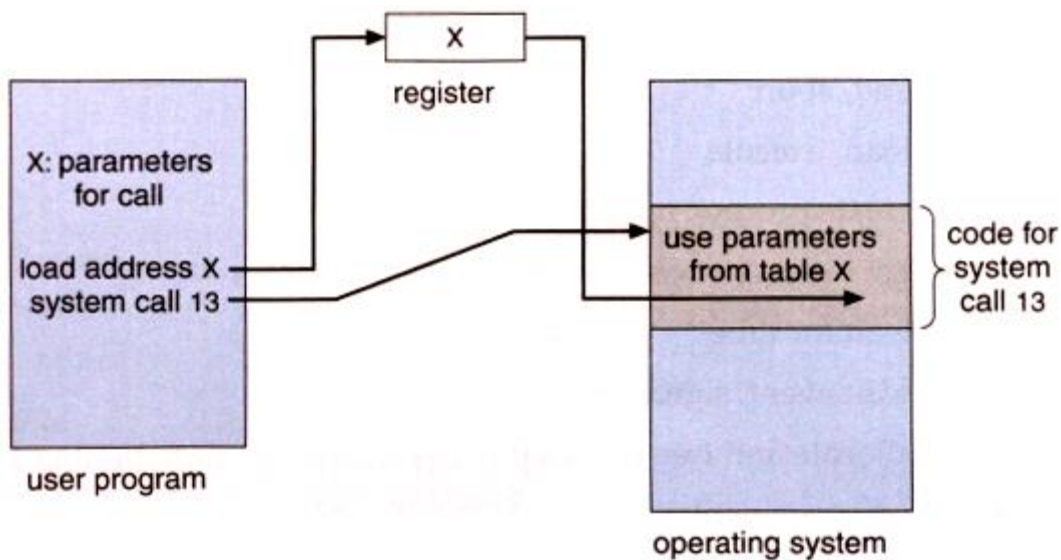 X
register
X: parameters
for call
load address X
system call 13
user program
use parameters
from table X
code for
system
call 13
operating system